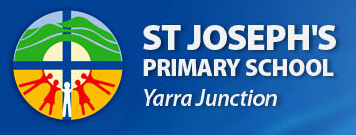 ST JOSEPH'S
PRIMARY SCHOOL
Yarra Junction